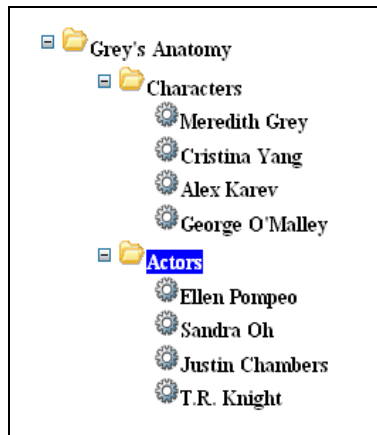 Grey's Anatomy
Characters
Meredith Grey
Cristina Yang
Alex Karev
George O'Malley
Actors
Ellen Pompeo
Sandra Oh
Justin Chambers
T.R. Knight